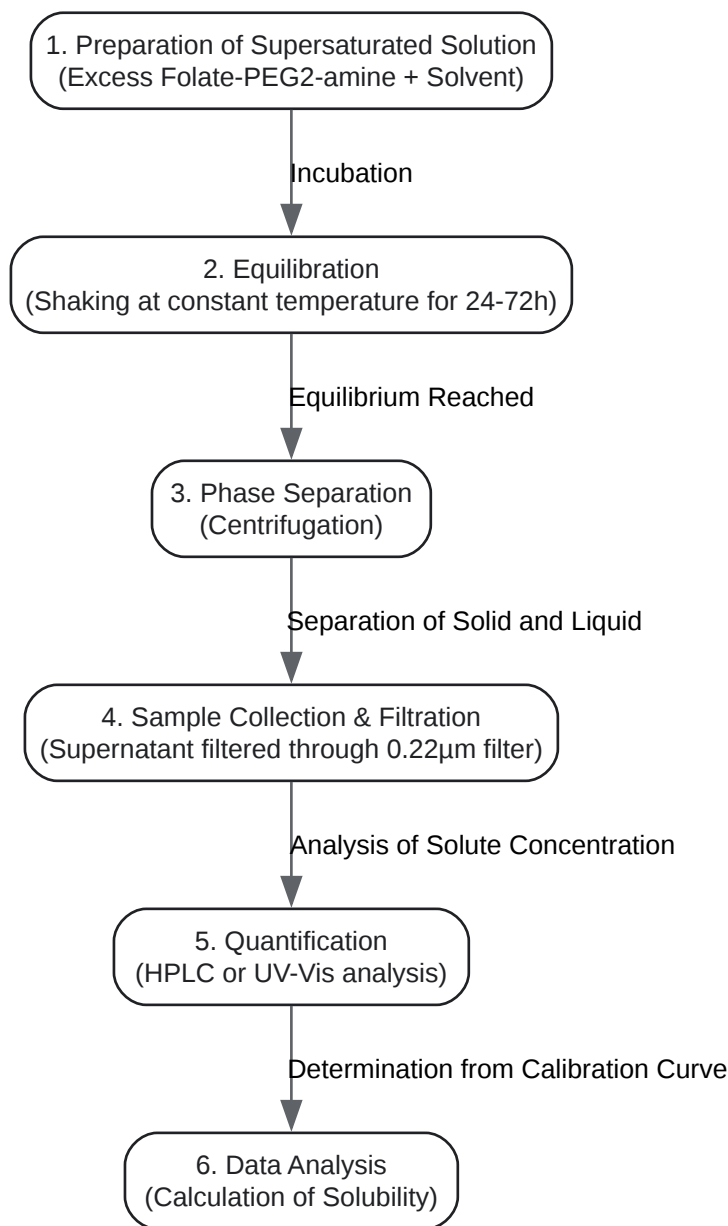 1. Preparation of Supersaturated Solution
(Excess Folate-PEG2-amine + Solvent)
Incubation
2. Equilibration
(Shaking at constant temperature for 24-72h)
Equilibrium Reached
3. Phase Separation
(Centrifugation)
Separation of Solid and Liquid
4. Sample Collection & Filtration
(Supernatant filtered through 0.22µm filter)
Analysis of Solute Concentration
5. Quantification
(HPLC or UV-Vis analysis)
Determination from Calibration Curve
6. Data Analysis
(Calculation of Solubility)